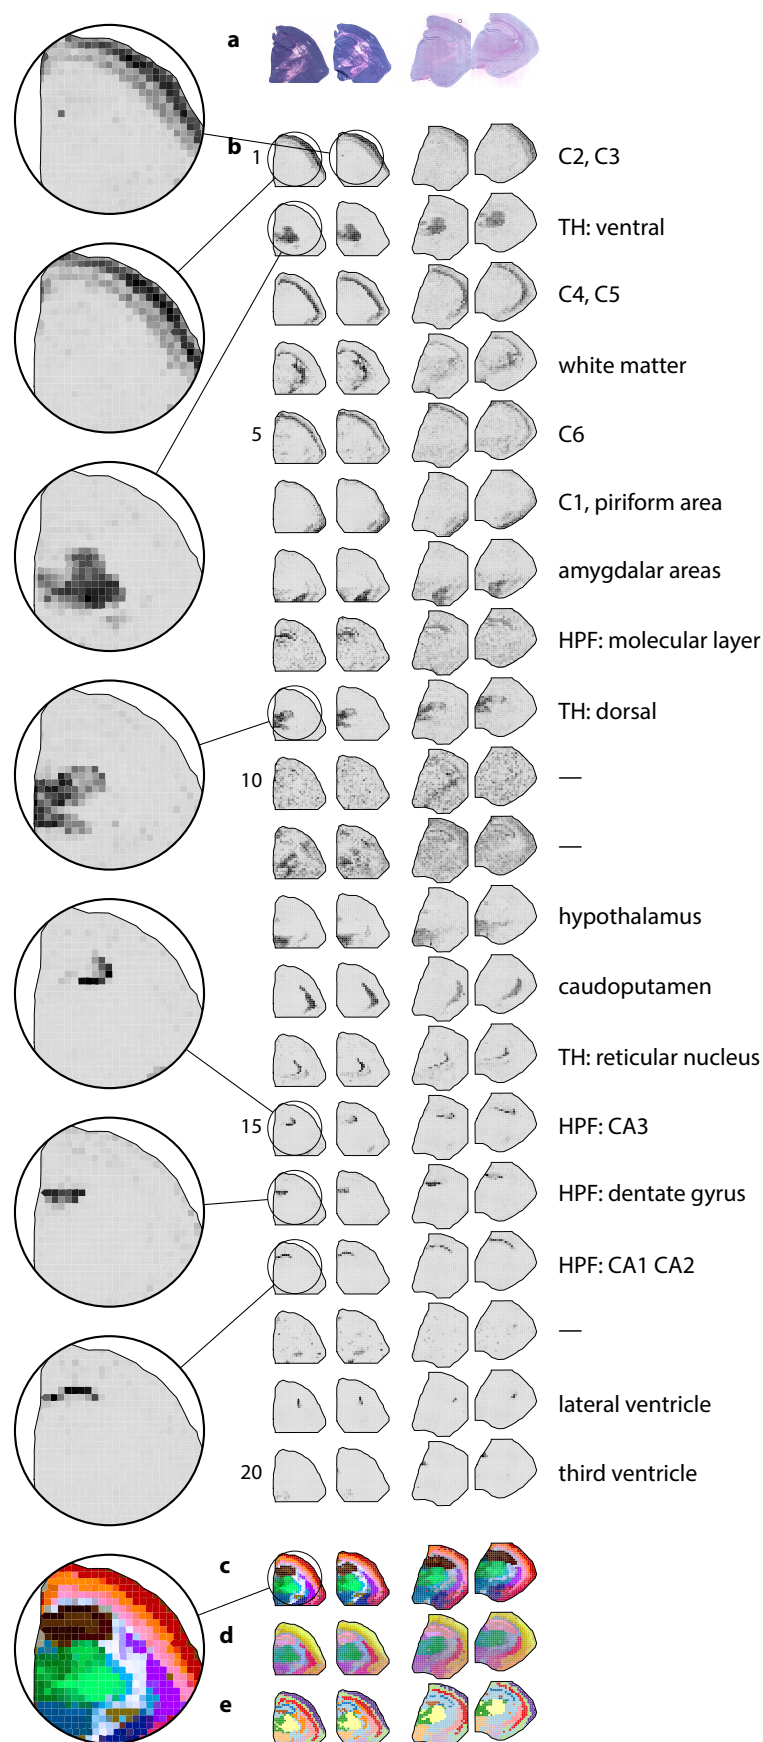 a
b
1 C2, C3
TH: ventral
C4, C5
white matter
5 C6
C1, piriform area
amygdalar areas
HPF: molecular layer
TH: dorsal
10 —
—
hypothalamus
caudoputamen
TH: reticular nucleus
15 HPF: CA3
HPF: dentate gyrus
HPF: CA1 CA2
—
lateral ventricle
20 third ventricle
c
d
e